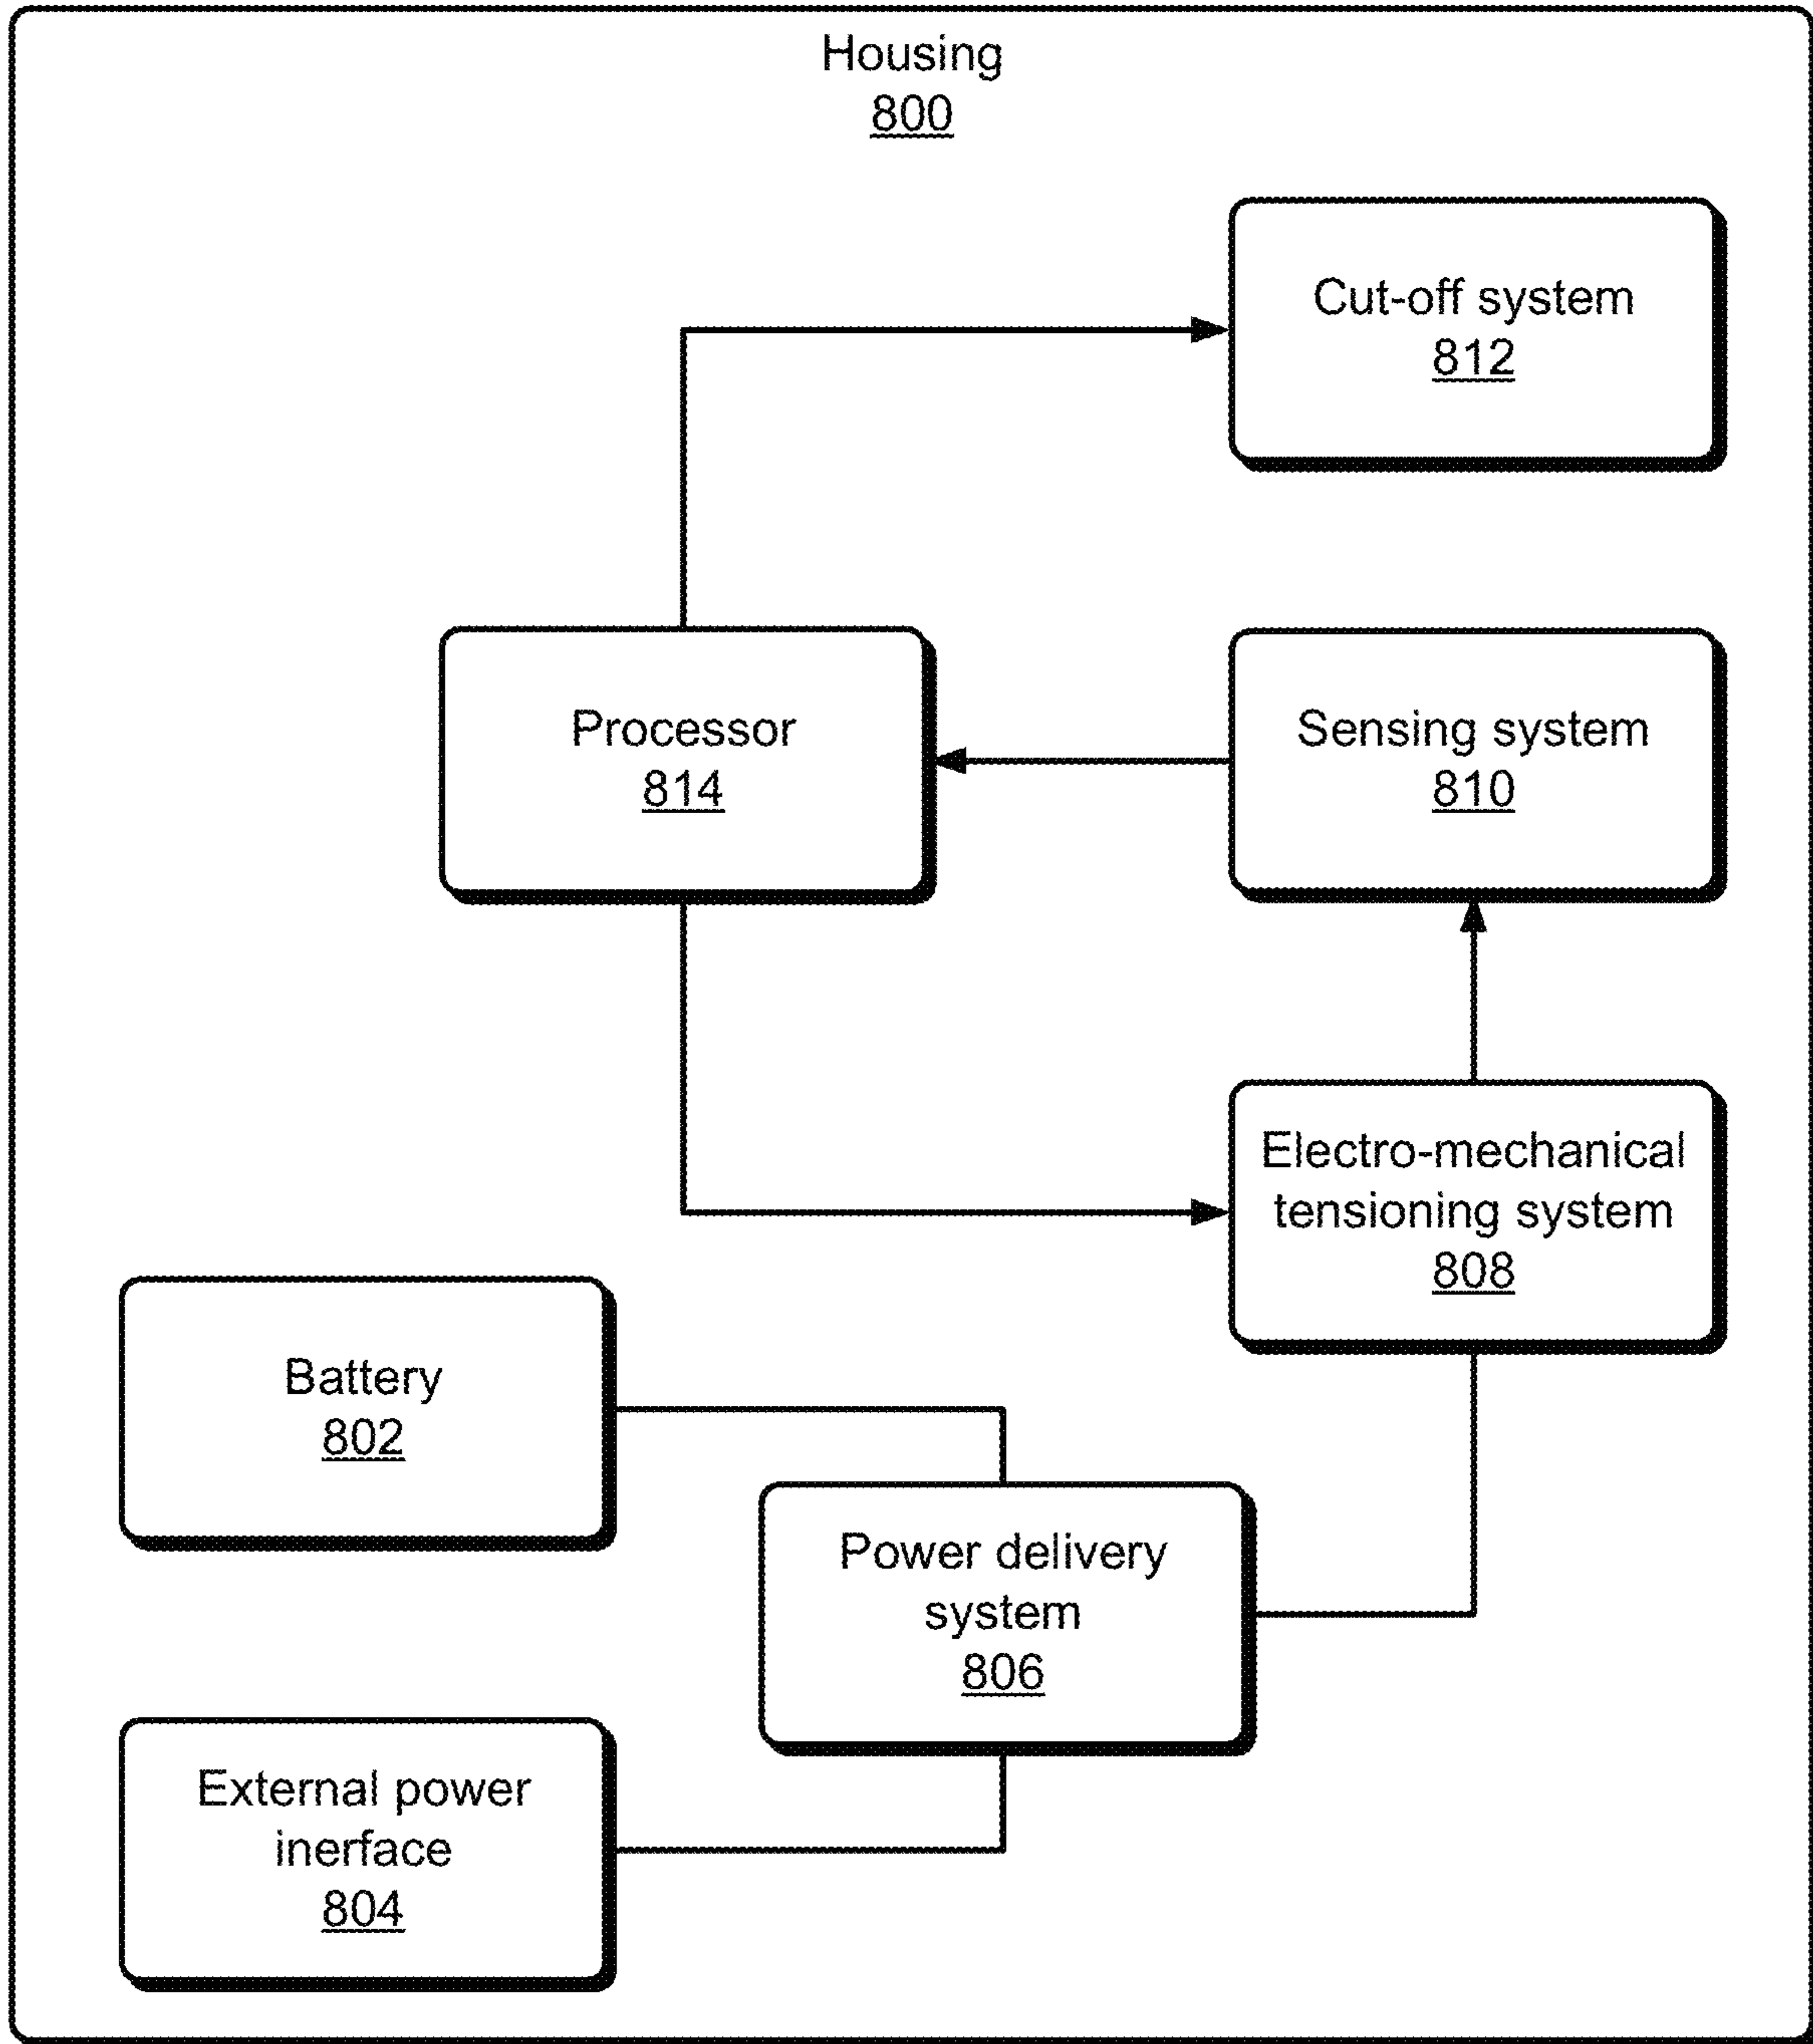 Housing
800
Cut-off system
812
Processor
814
Sensing system
810
Electro-mechanical
tensioning system
808
Battery
802
Power delivery
system
806
External power
inerface
804